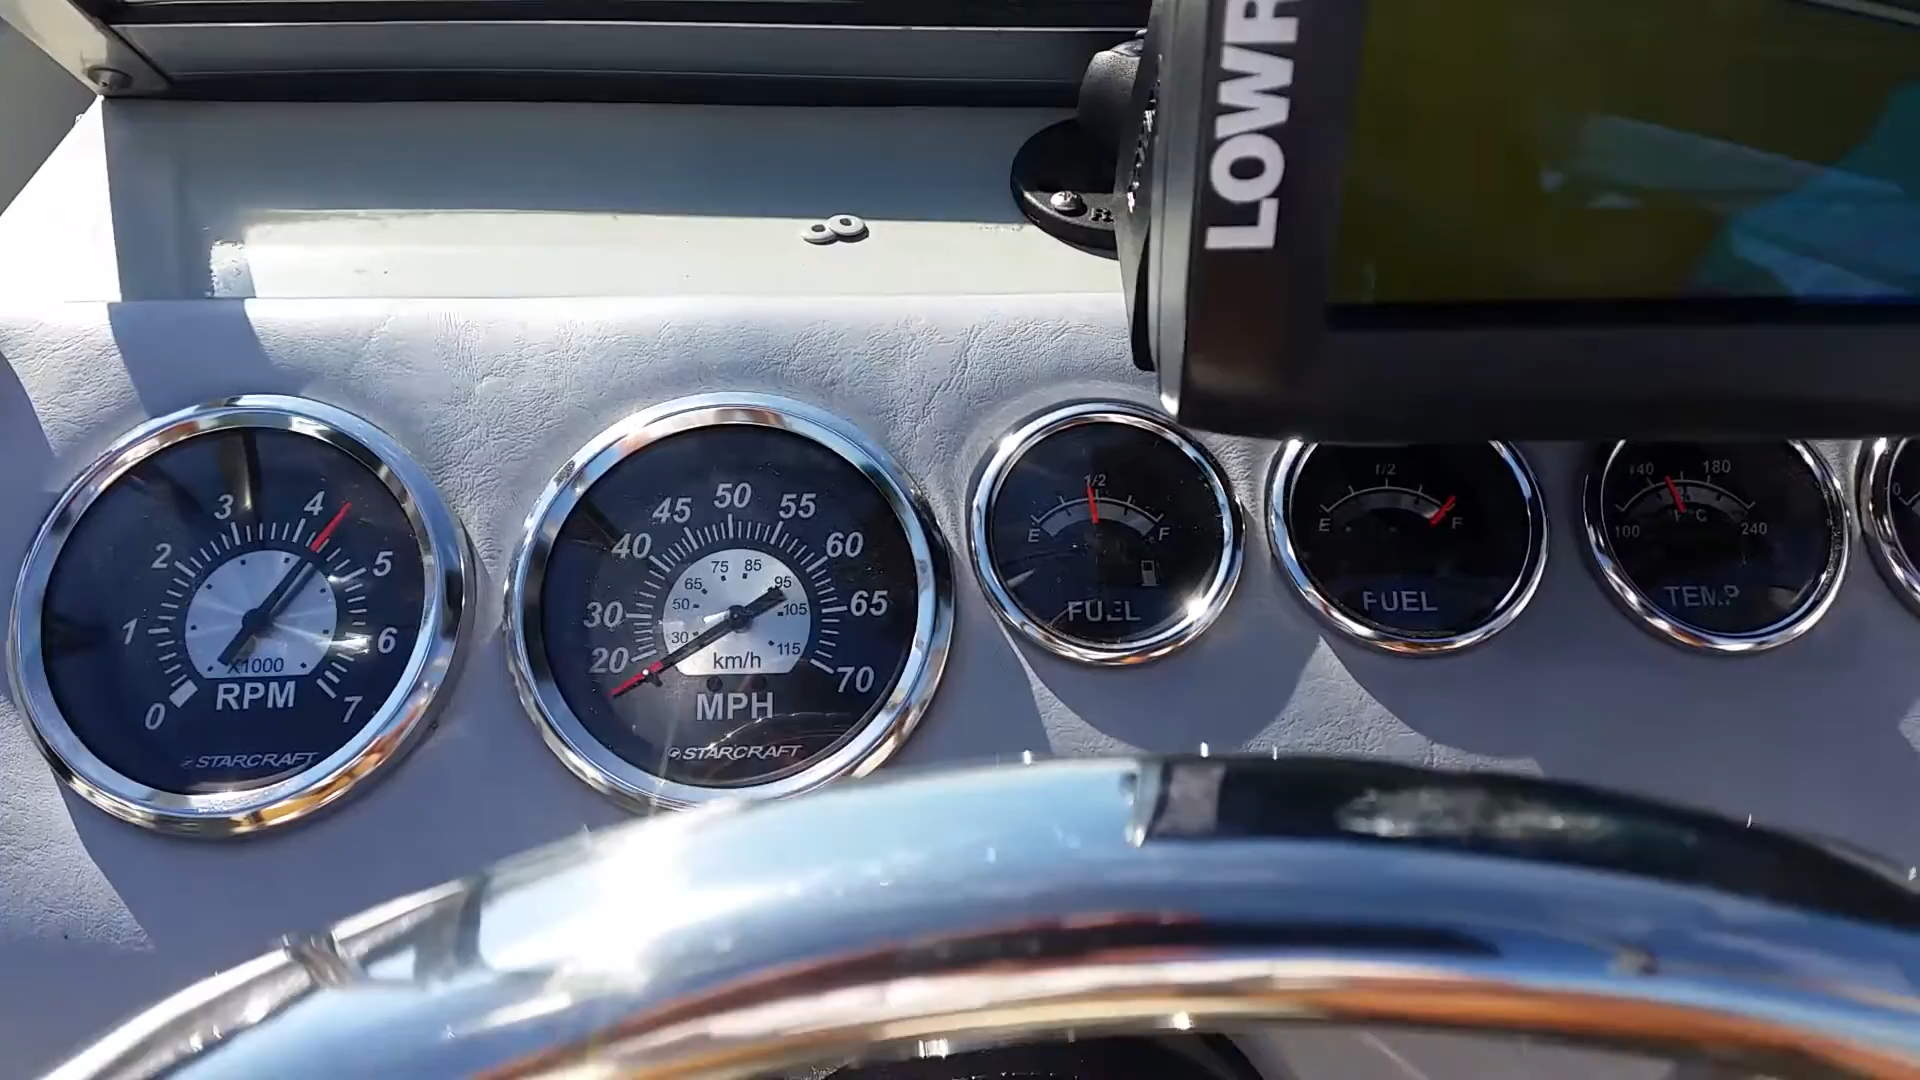 LOWR
0 1 2 3 4 5 6 7
X1000
RPM
STARCRAFT
20 30 40 45 50 55 60 65 70
30 50 65 75 85 95 105 115
km/h
MPH
STARCRAFT
E 1/2 F
FUEL
E 1/2 F
FUEL
100 140 180 240
TEMP
0